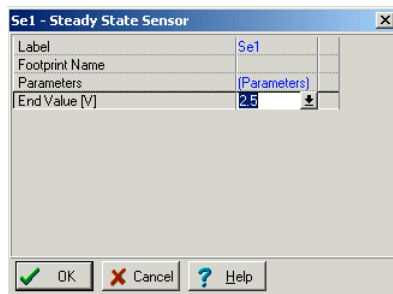 Se1 - Steady State Sensor
Label Se1
Footprint Name
Parameters (Parameters)
End Value [V] 2.5
OK Cancel Help